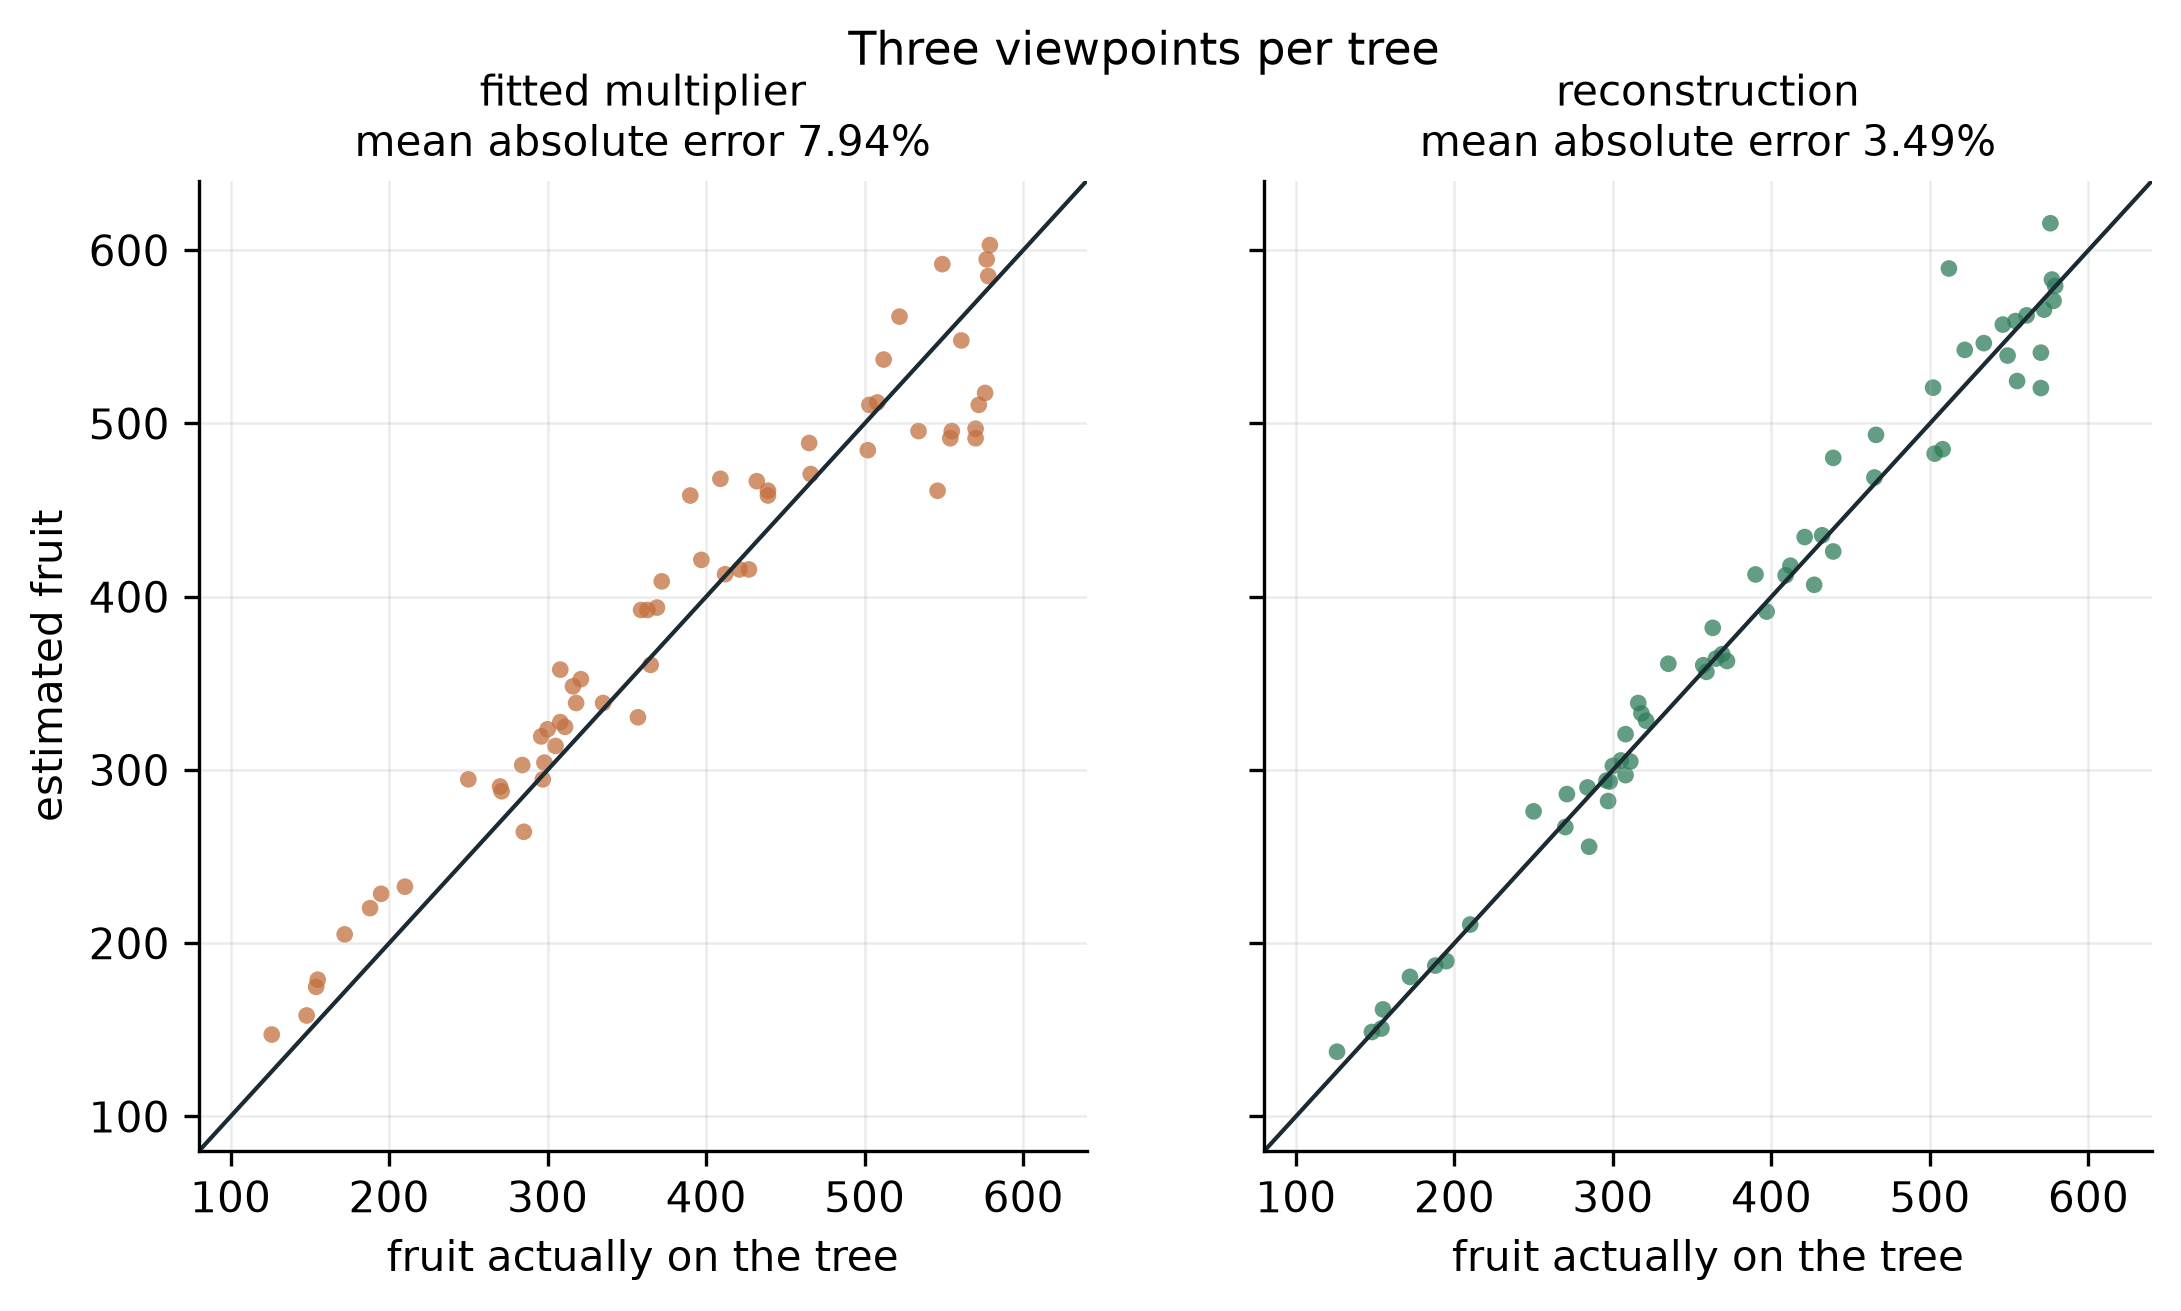 Three viewpoints per tree
fitted multiplier
mean absolute error 7.94%
reconstruction
mean absolute error 3.49%
estimated fruit
600
500
400
300
200
100
100 200 300 400 500 600
fruit actually on the tree
100 200 300 400 500 600
fruit actually on the tree